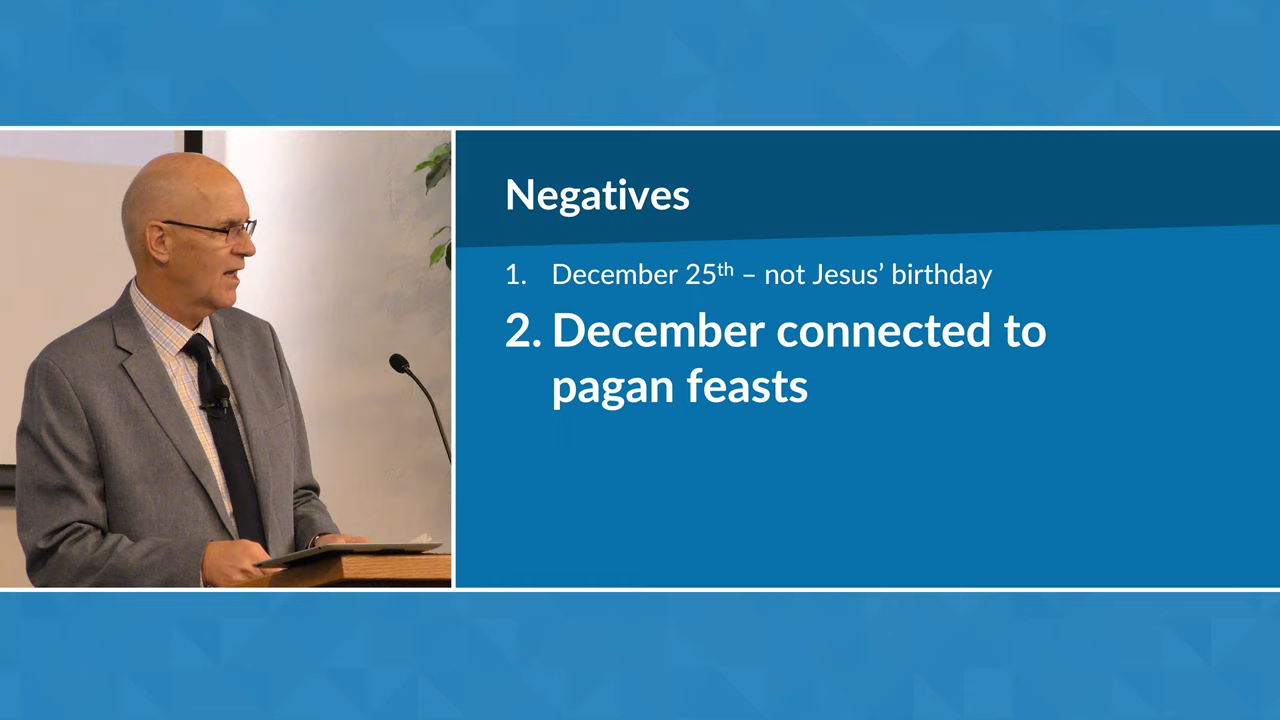 Negatives
1. December 25th – not Jesus’ birthday
2. December connected to
pagan feasts